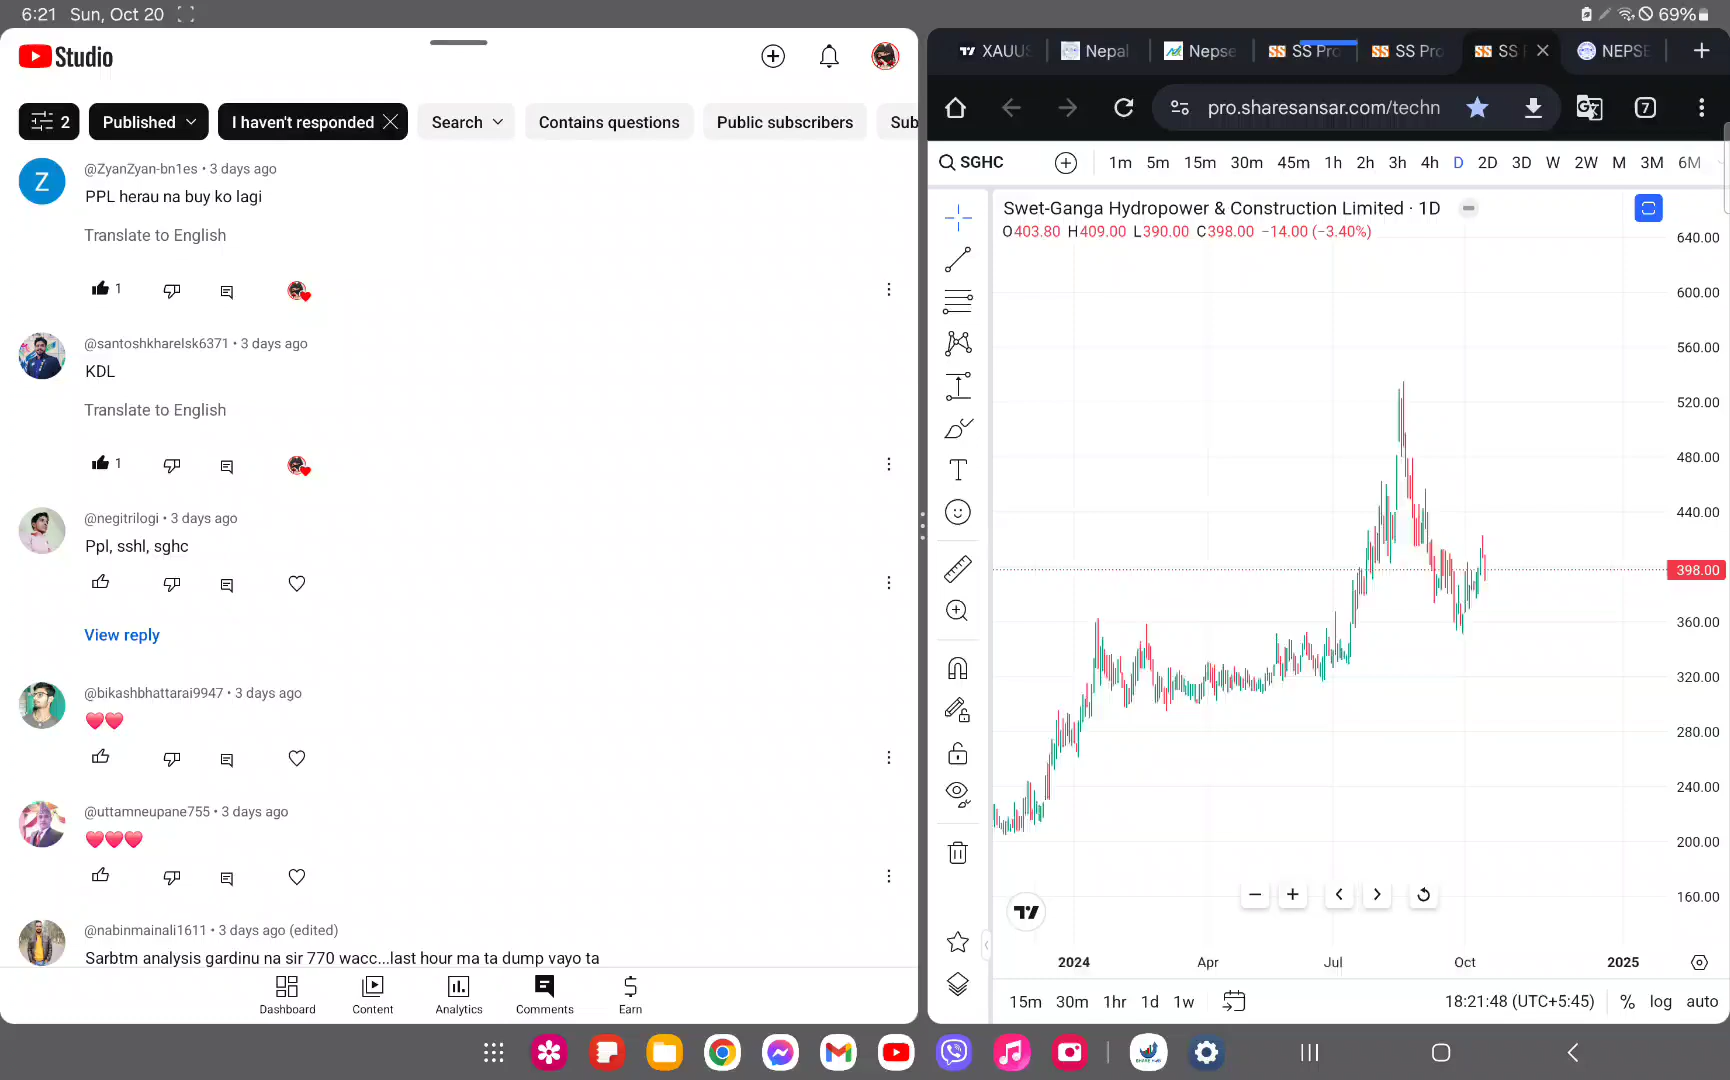 6:21 Sun, Oct 20
69%
Studio
2
Published
I haven't responded
Search
Contains questions
Public subscribers
Sub
Z
@ZyanZyan-bn1es • 3 days ago
PPL herau na buy ko lagi
Translate to English
1
@santoshkharelsk6371 • 3 days ago
KDL
Translate to English
1
@negitrilogi • 3 days ago
Ppl, sshl, sghc
View reply
@bikashbhattarai9947 • 3 days ago
@uttamneupane755 • 3 days ago
@nabinmainali1611 • 3 days ago (edited)
Sarbtm analysis gardinu na sir 770 wacc...last hour ma ta dump vayo ta
Dashboard
Content
Analytics
Comments
Earn
XAUU
Nepal
Nepse
SS Pro
SS Pro
SS
NEPSE
pro.sharesansar.com/techn
7
SGHC
1m 5m 15m 30m 45m 1h 2h 3h 4h D 2D 3D W 2W M 3M 6M
Swet-Ganga Hydropower & Construction Limited · 1D
O403.80 H409.00 L390.00 C398.00 −14.00 (−3.40%)
640.00
600.00
560.00
520.00
480.00
440.00
398.00
360.00
320.00
280.00
240.00
200.00
160.00
2024 Apr Jul Oct 2025
15m 30m 1hr 1d 1w
18:21:48 (UTC+5:45)
% log auto